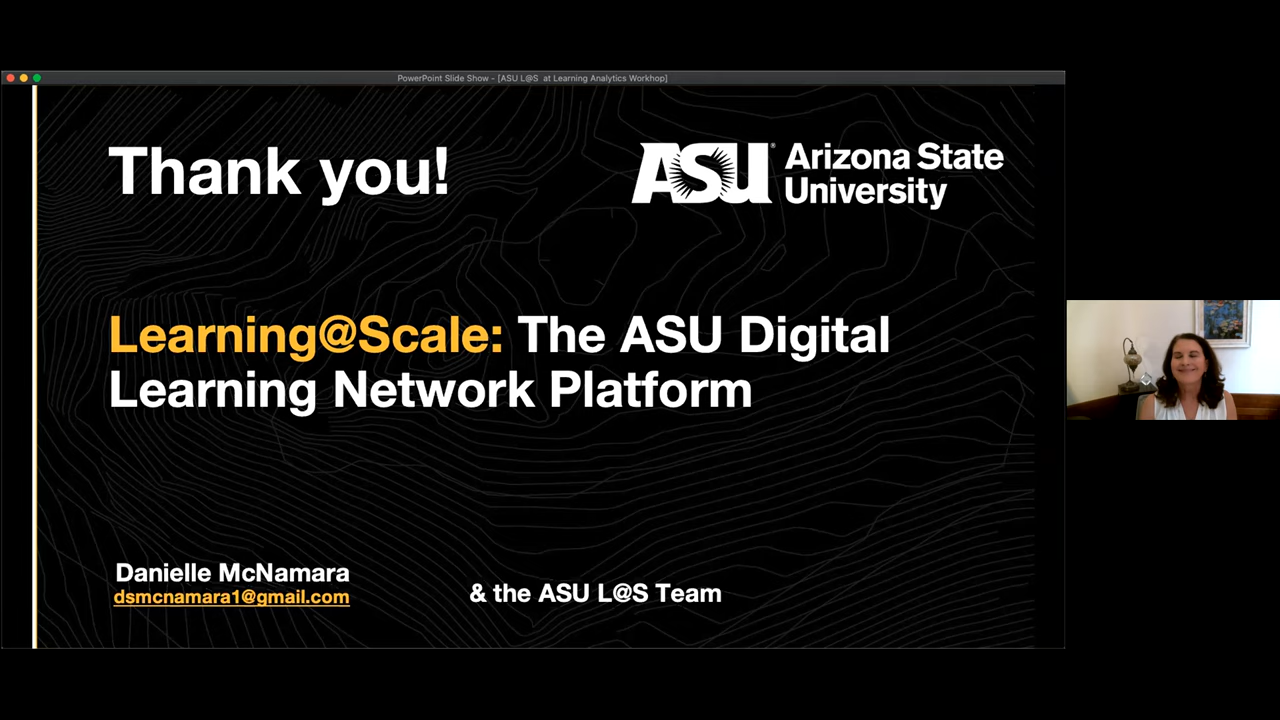 PowerPoint Slide Show - [ASU L@S  at Learning Analytics Workhop]
Thank you!
ASU® Arizona State
University
Learning@Scale: The ASU Digital
Learning Network Platform
Danielle McNamara
dsmcnamara1@gmail.com
& the ASU L@S Team